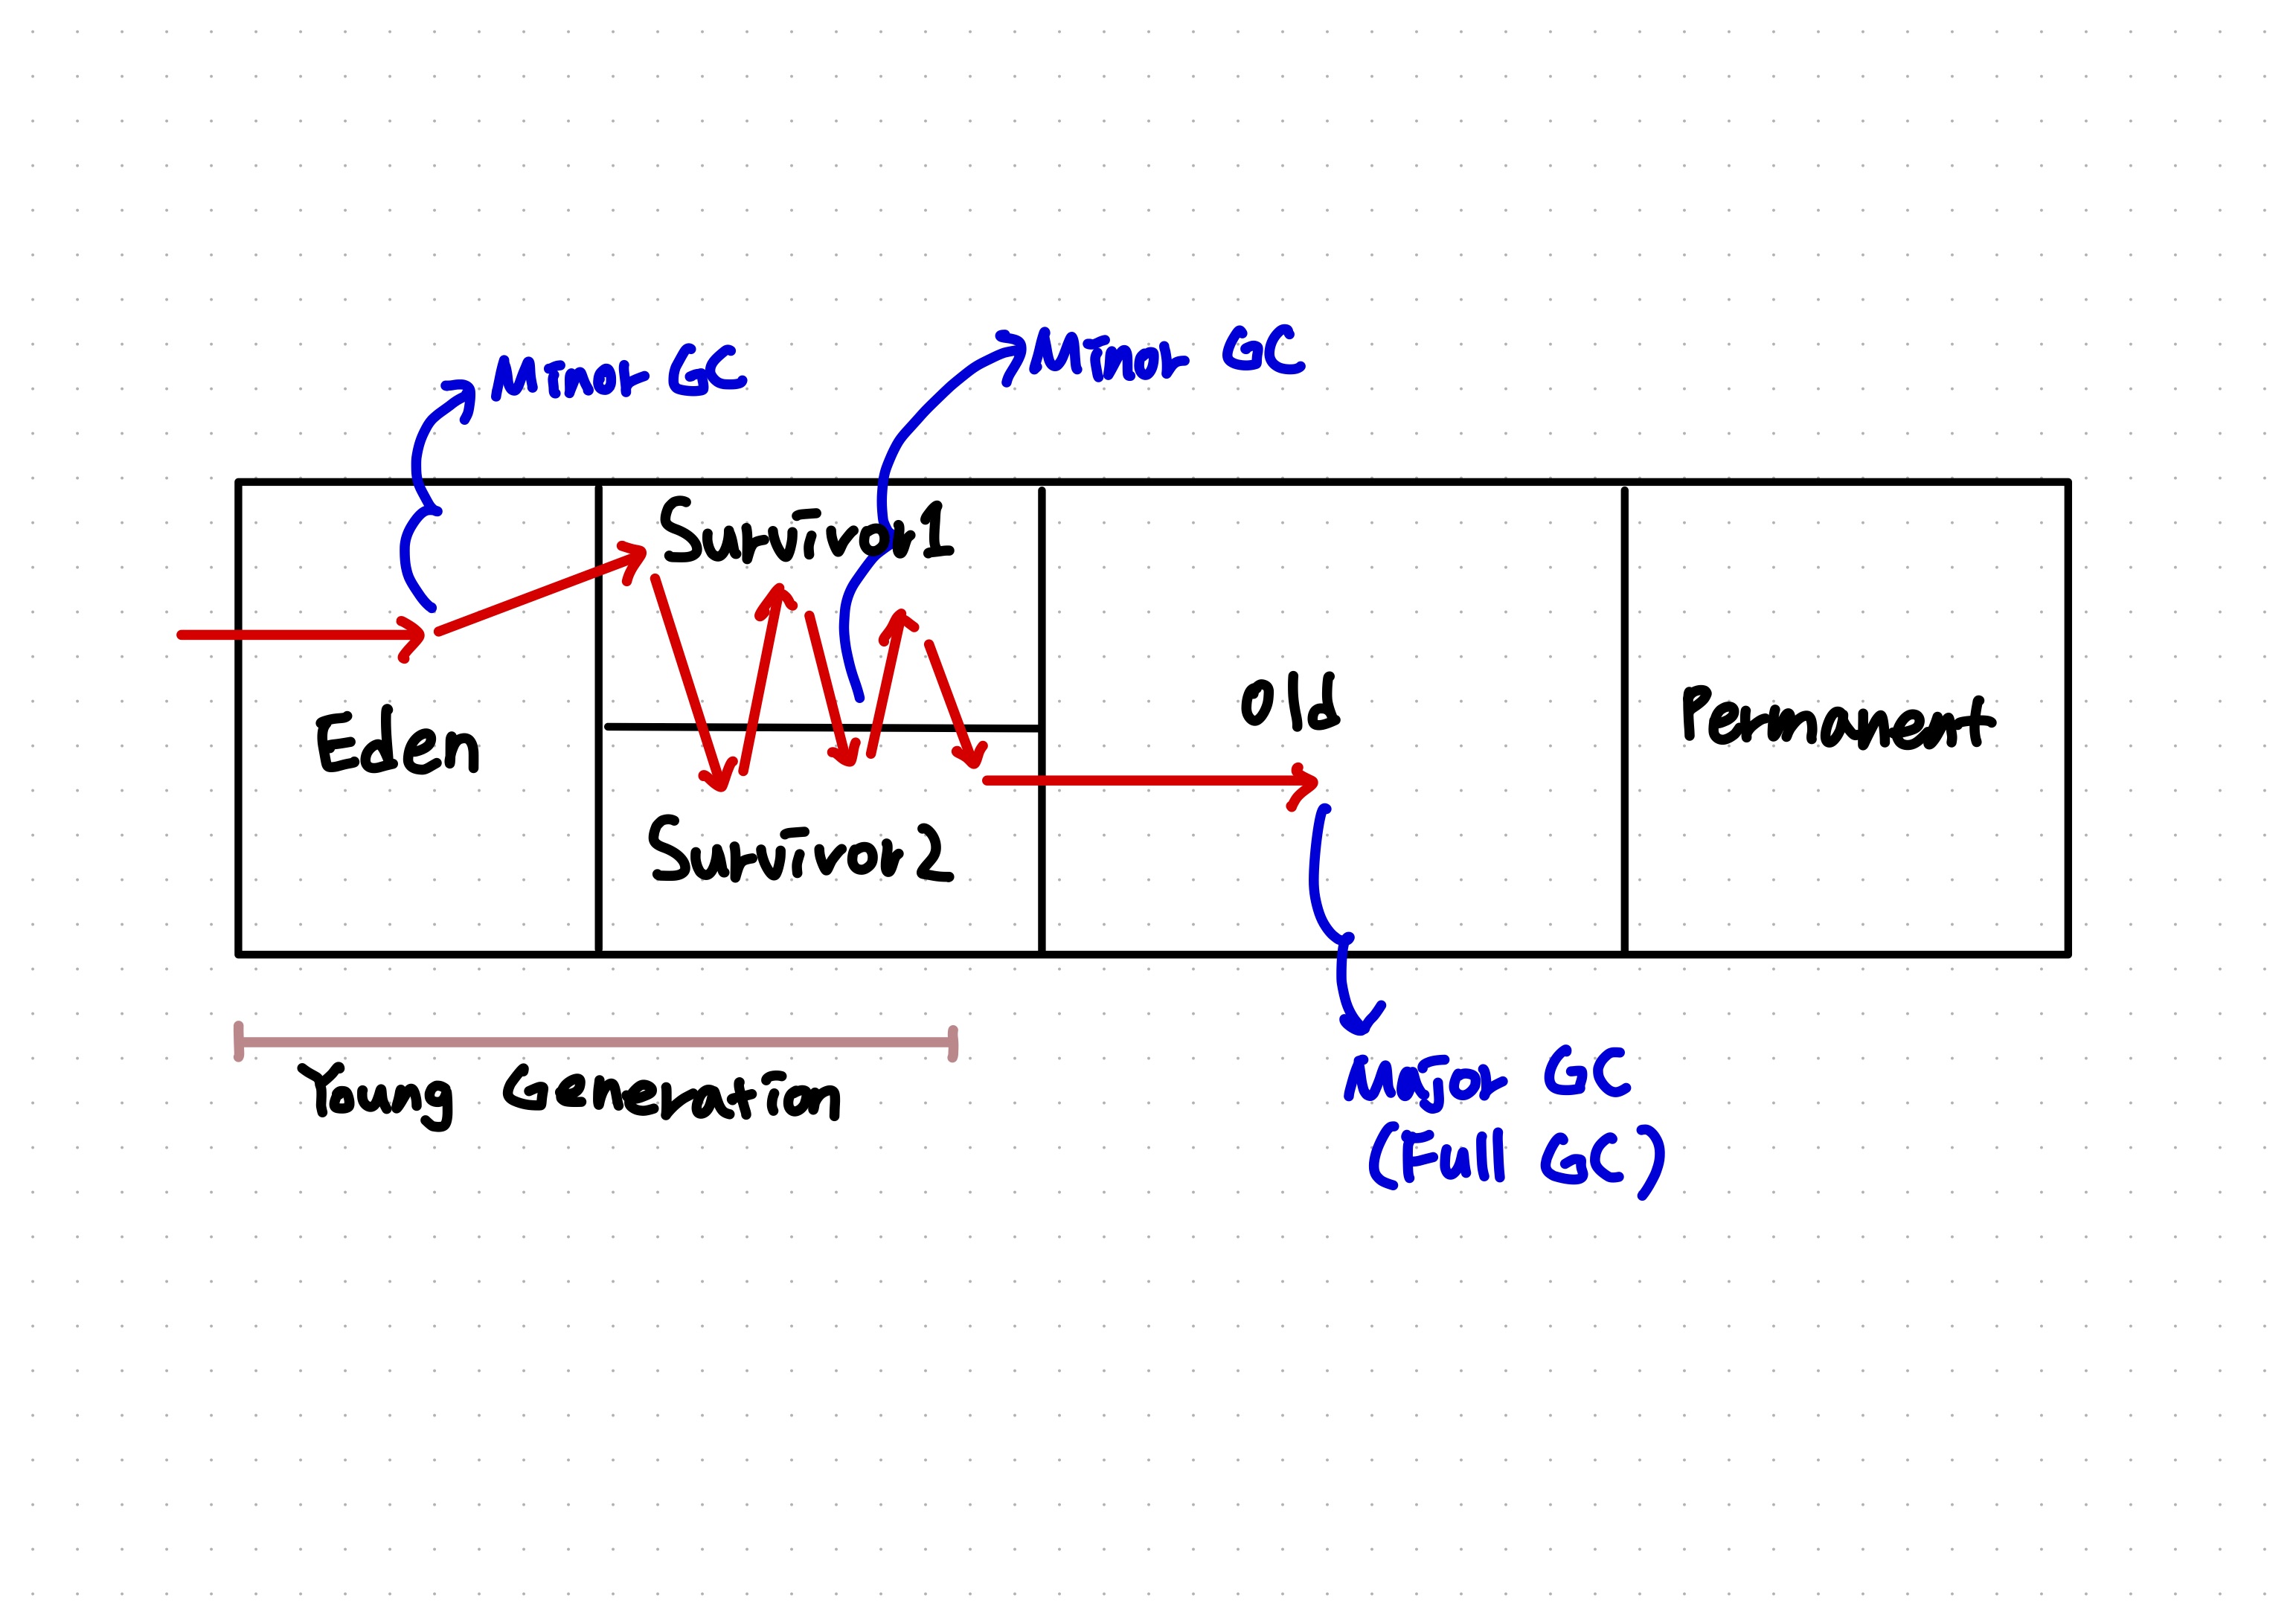 Minor GC
Minor GC
Survivor1
Eden
Survivor2
Old
Permanent
Young Generation
Major GC
(Full GC)